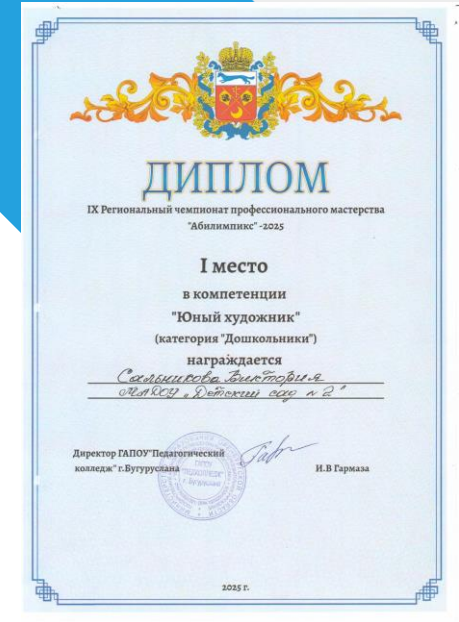 ДИПЛОМ
IX Региональный чемпионат профессионального мастерства
"Абилимпикс" -2025
I место
в компетенции
"Юный художник"
(категория "Дошкольники")
награждается
Сальникова Виктория
МАДОУ „Детский сад N 2"
Директор ГАПОУ"Педагогический
колледж" г.Бугуруслана
И.В Гармаза
2025 г.